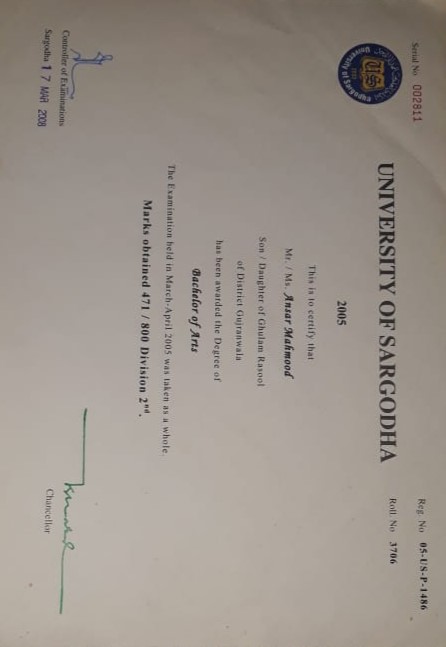 Serial No 002811
Reg. No 05-US-P-1486
Roll. No 3706
UNIVERSITY OF SARGODHA
US
University of Sargodha
2005
This is to certify that
Mr. / Ms. Ansar Mahmood
Son / Daughter of Ghulam Rasool
of District Gujranwala
has been awarded the Degree of
Bachelor of Arts
The Examination held in March-April 2005 was taken as a whole.
Marks obtained 471 / 800 Division 2nd.
Controller of Examinations
Sargodha 17 MAR 2008
Chancellor